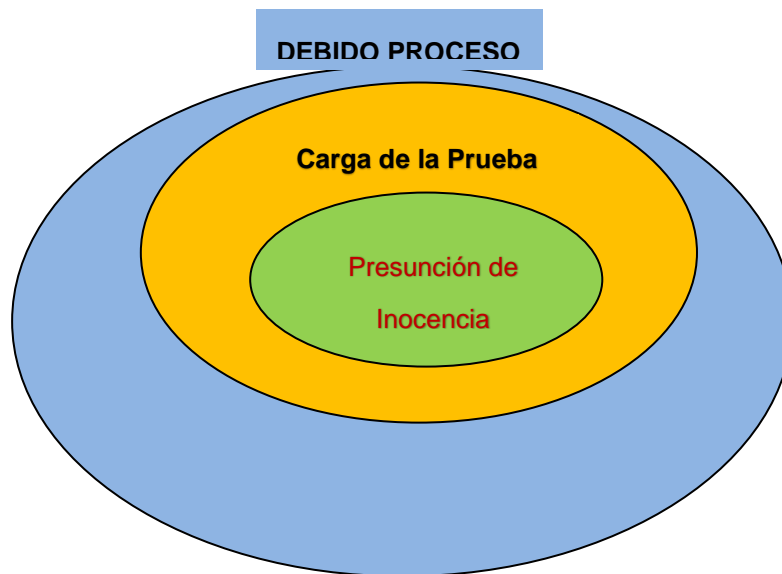 DEBIDO PROCESO
Carga de la Prueba
Presunción de
Inocencia